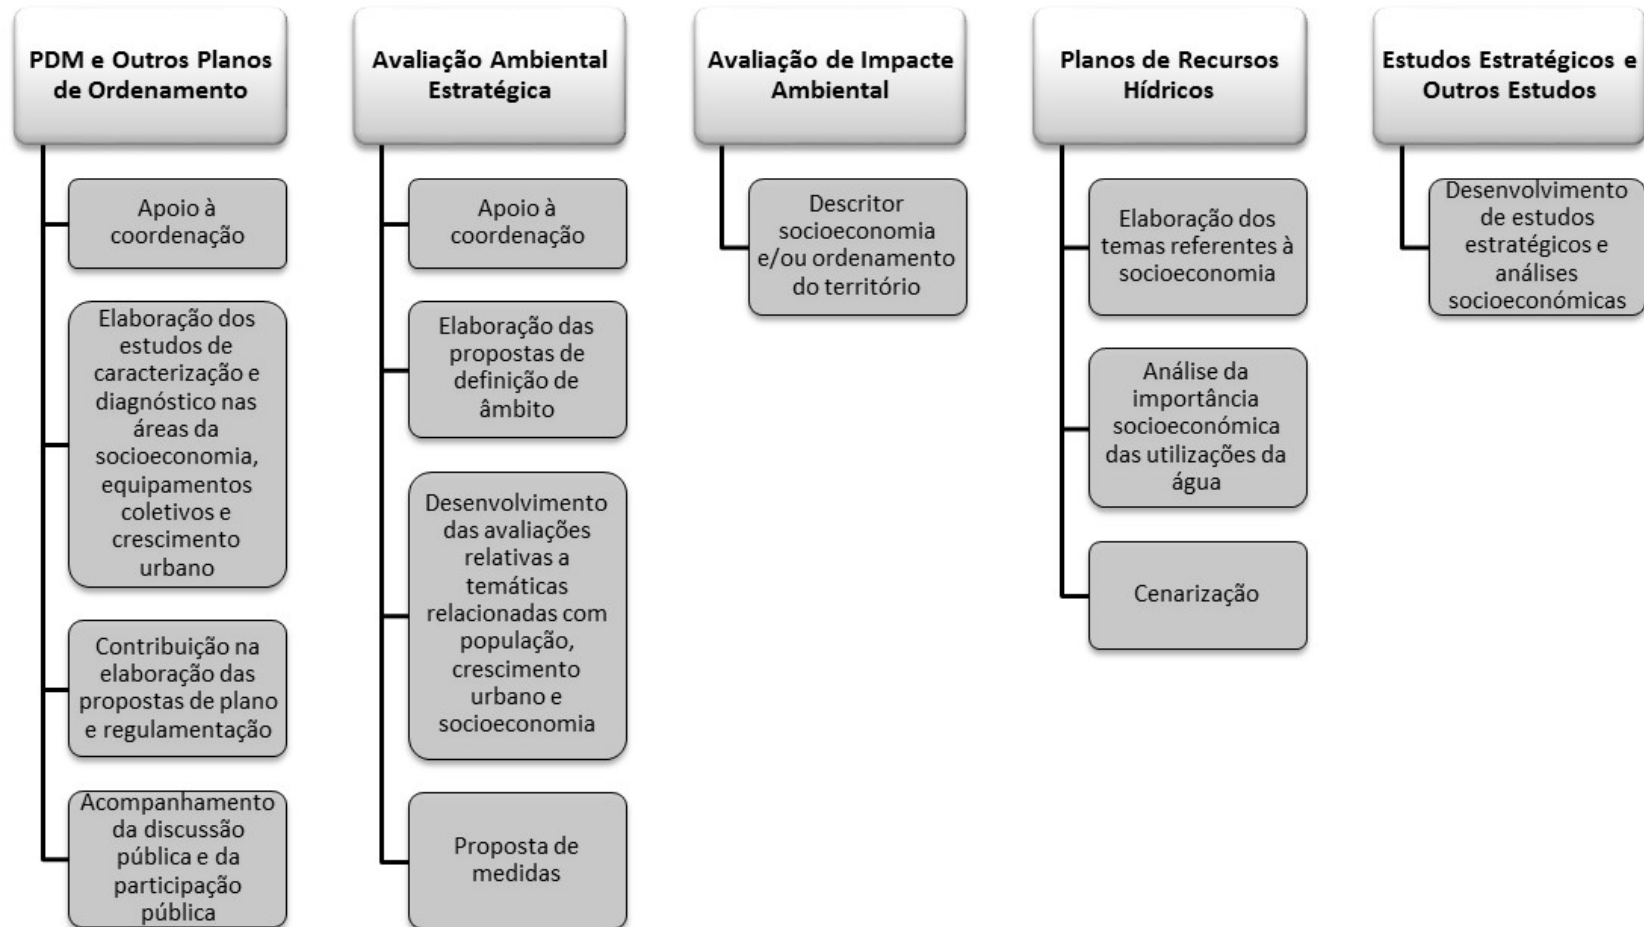 PDM e Outros Planos
de Ordenamento
Apoio à
coordenação
Elaboração dos
estudos de
caracterização e
diagnóstico nas
áreas da
socioeconomia,
equipamentos
coletivos e
crescimento
urbano
Contribuição na
elaboração das
propostas de plano
e regulamentação
Acompanhamento
da discussão
pública e da
participação
pública
Avaliação Ambiental
Estratégica
Apoio à
coordenação
Elaboração das
propostas de
definição de
âmbito
Desenvolvimento
das avaliações
relativas a
temáticas
relacionadas com
população,
crescimento
urbano e
socioeconomia
Proposta de
medidas
Avaliação de Impacte
Ambiental
Descritor
socioeconomia
e/ou ordenamento
do território
Planos de Recursos
Hídricos
Elaboração dos
temas referentes à
socioeconomia
Análise da
importância
socioeconómica
das utilizações da
água
Cenarização
Estudos Estratégicos e
Outros Estudos
Desenvolvimento
de estudos
estratégicos e
análises
socioeconómicas